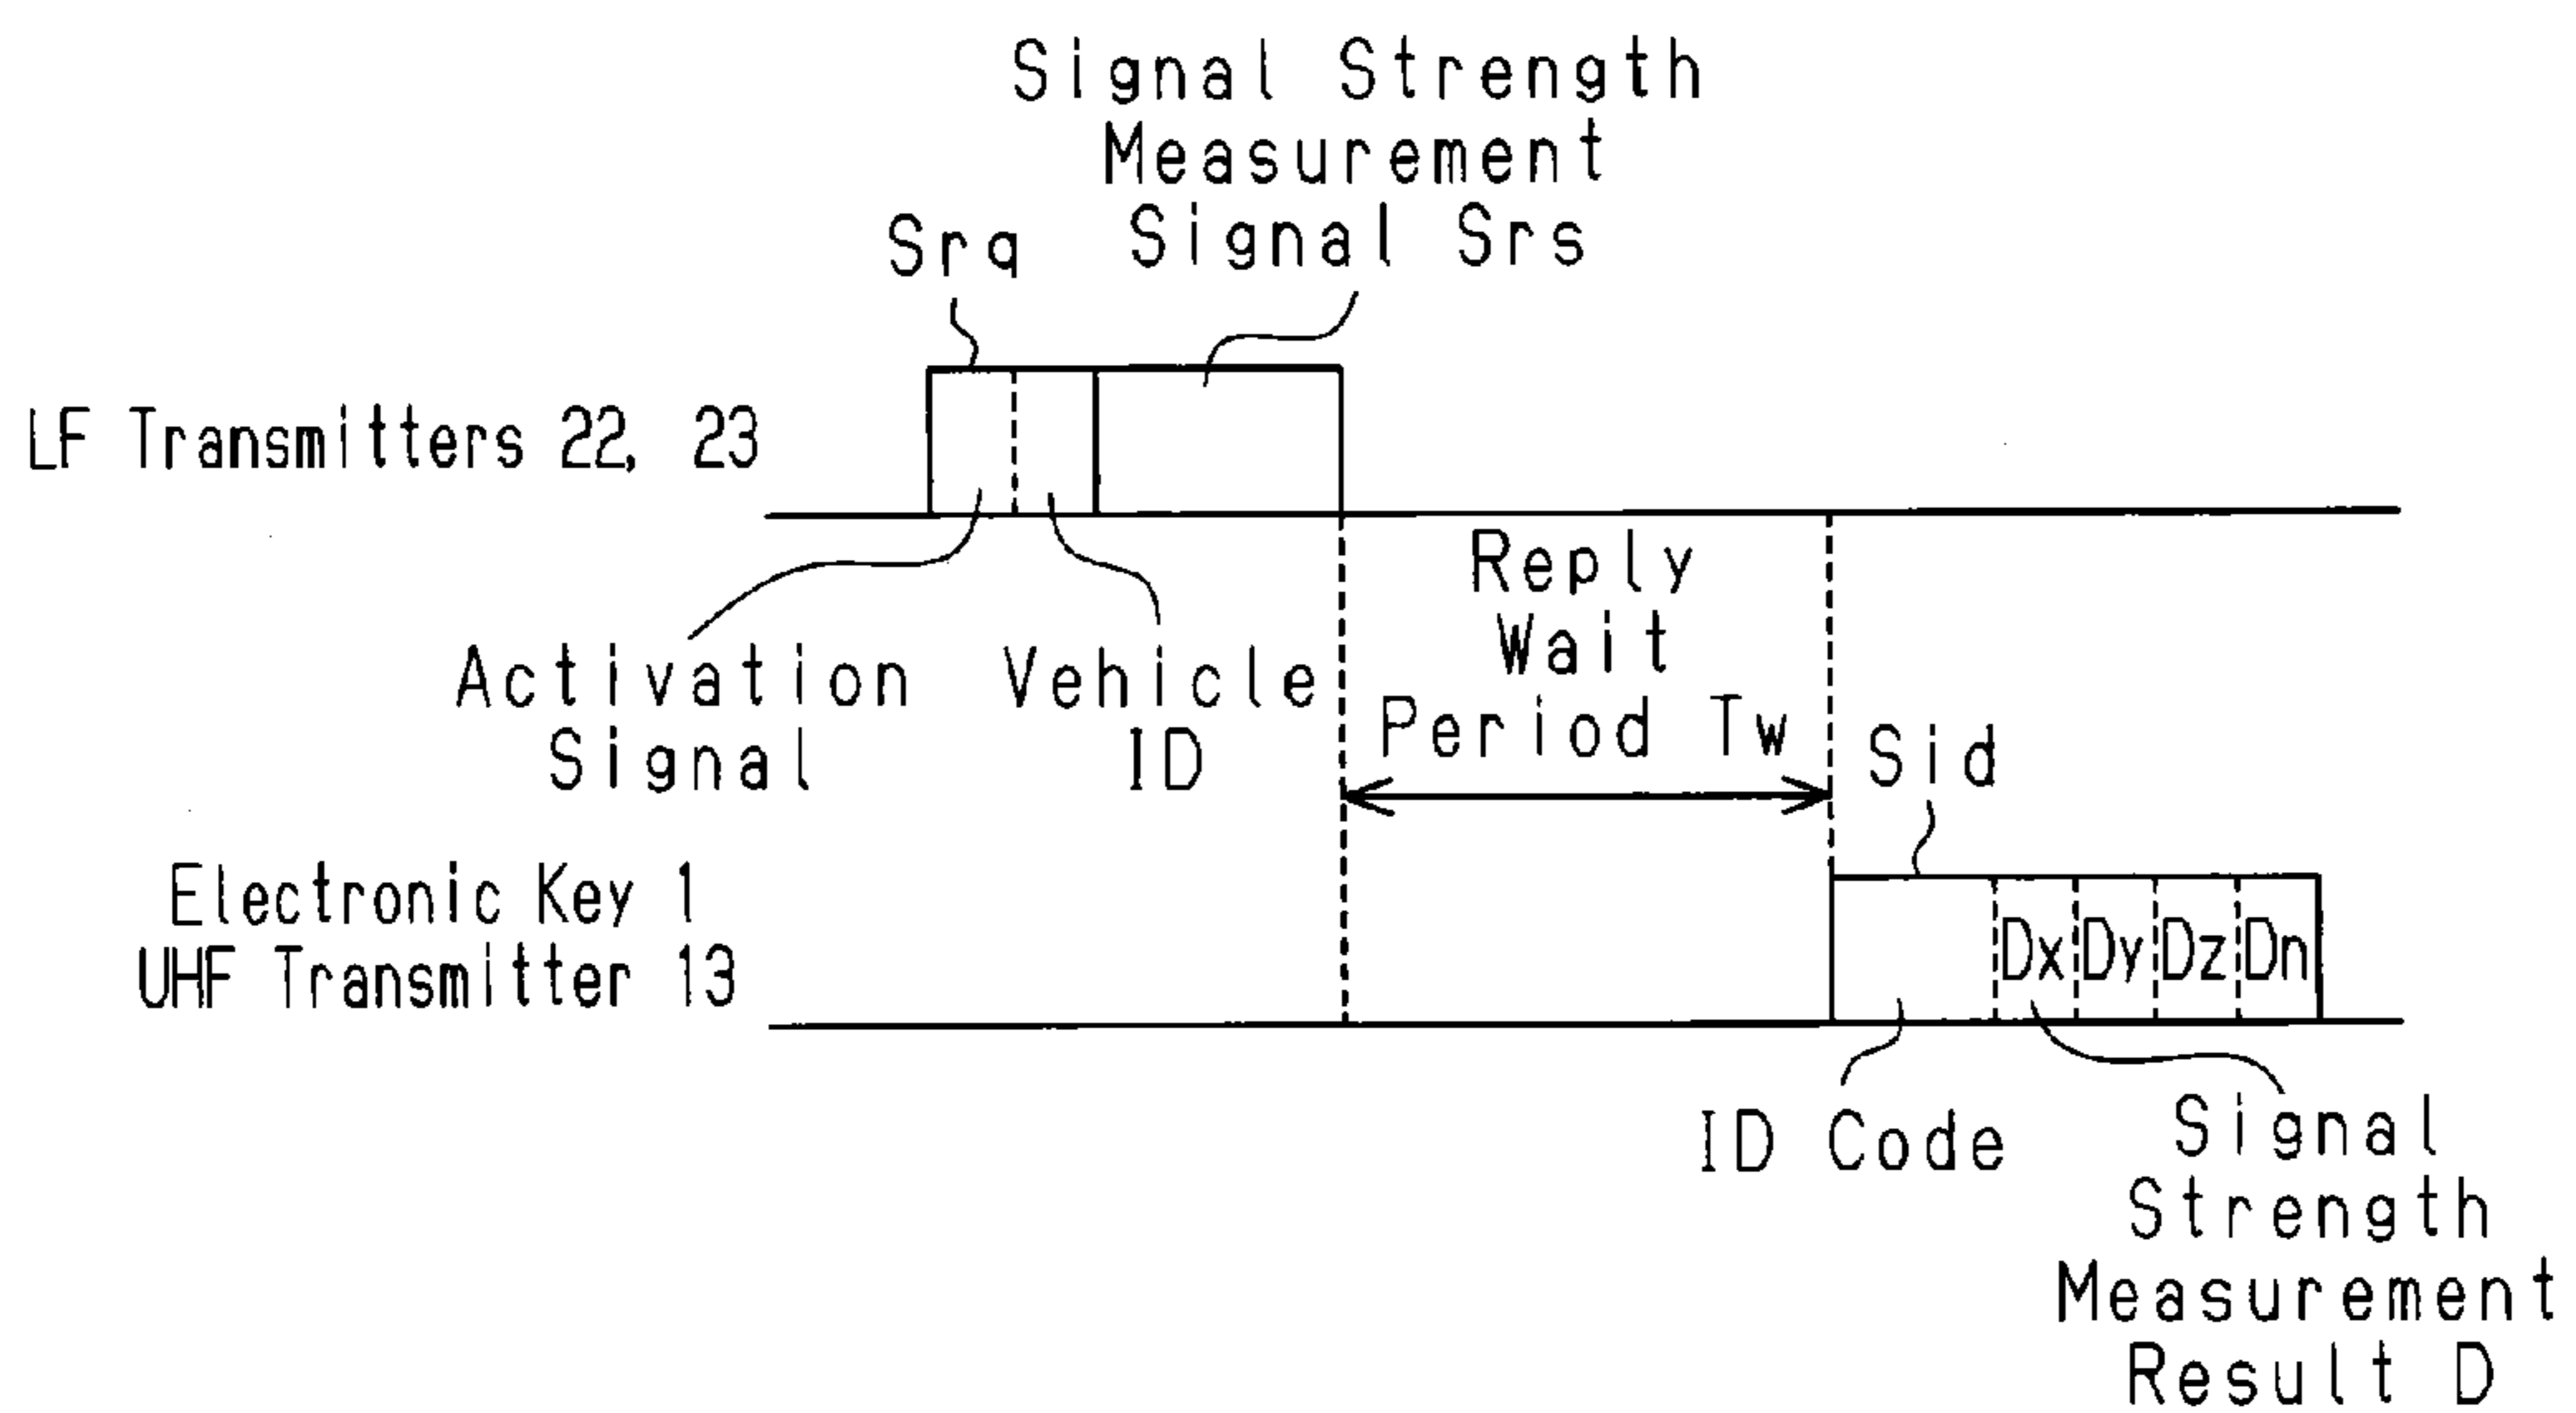 Signal Strength
Measurement
Signal Srs
Srq
LF Transmitters 22, 23
Activation
Signal
Vehicle
ID
Reply
Wait
Period Tw
Sid
Electronic Key 1
UHF Transmitter 13
Dx Dy Dz Dn
ID Code
Signal
Strength
Measurement
Result D